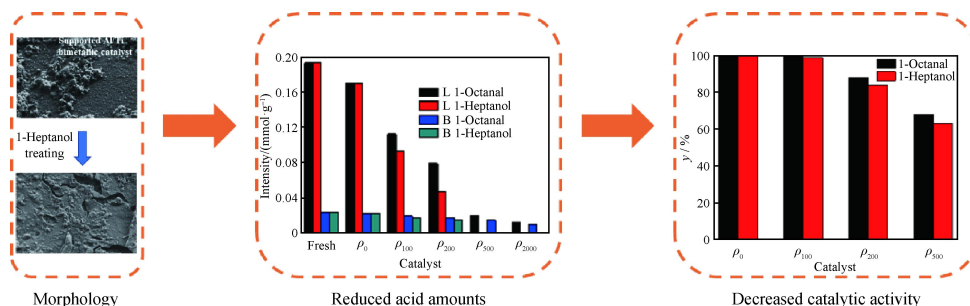 Supported Al-Ti
bimetallic catalyst
1-Heptanol
treating
Morphology
Intensity/(mmol·g⁻¹)
0.20
0.16
0.12
0.08
0.04
0
L 1-Octanal
L 1-Heptanol
B 1-Octanal
B 1-Heptanol
Fresh ρ₀ ρ₁₀₀ ρ₂₀₀ ρ₅₀₀ ρ₂₀₀₀
Catalyst
Reduced acid amounts
y / %
100
80
60
40
20
0
1-Octanal
1-Heptanol
ρ₀ ρ₁₀₀ ρ₂₀₀ ρ₅₀₀
Catalyst
Decreased catalytic activity